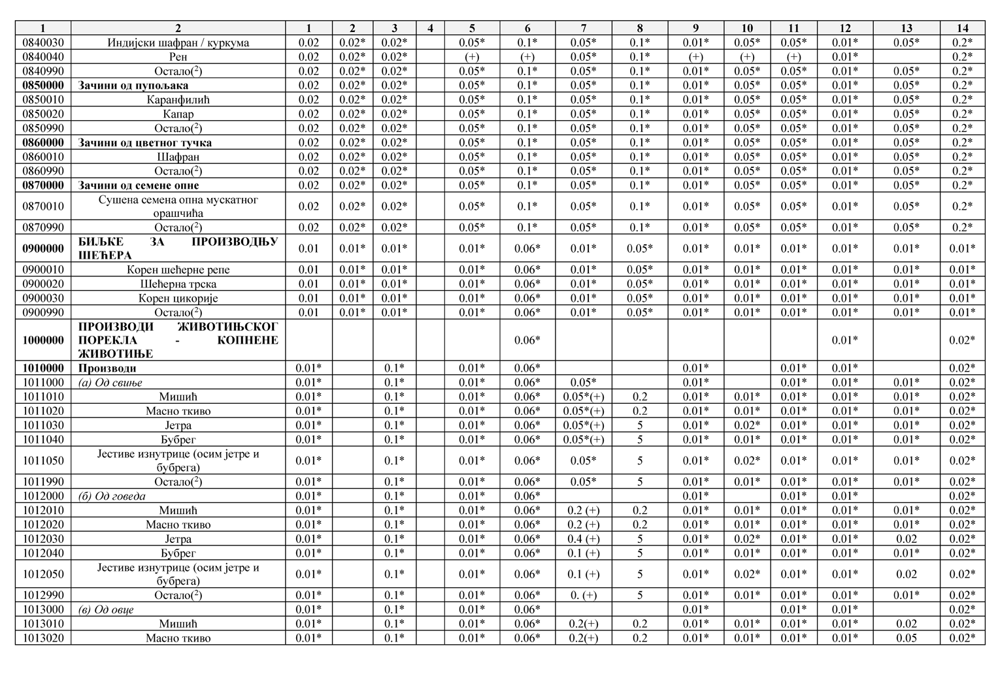 1 2 1 2 3 4 5 6 7 8 9 10 11 12 13 14
0840030 Индијски шафран / куркума 0.02 0.02* 0.02* 0.05* 0.1* 0.05* 0.1* 0.01* 0.05* 0.05* 0.01* 0.05* 0.2*
0840040 Рен 0.02 0.02* 0.02* (+) (+) 0.05* 0.1* (+) (+) (+) 0.01* 0.2*
0840990 Остало(2) 0.02 0.02* 0.02* 0.05* 0.1* 0.05* 0.1* 0.01* 0.05* 0.05* 0.01* 0.05* 0.2*
0850000 Зачини од пупољака 0.02 0.02* 0.02* 0.05* 0.1* 0.05* 0.1* 0.01* 0.05* 0.05* 0.01* 0.05* 0.2*
0850010 Каранфилић 0.02 0.02* 0.02* 0.05* 0.1* 0.05* 0.1* 0.01* 0.05* 0.05* 0.01* 0.05* 0.2*
0850020 Капар 0.02 0.02* 0.02* 0.05* 0.1* 0.05* 0.1* 0.01* 0.05* 0.05* 0.01* 0.05* 0.2*
0850990 Остало(2) 0.02 0.02* 0.02* 0.05* 0.1* 0.05* 0.1* 0.01* 0.05* 0.05* 0.01* 0.05* 0.2*
0860000 Зачини од цветног тучка 0.02 0.02* 0.02* 0.05* 0.1* 0.05* 0.1* 0.01* 0.05* 0.05* 0.01* 0.05* 0.2*
0860010 Шафран 0.02 0.02* 0.02* 0.05* 0.1* 0.05* 0.1* 0.01* 0.05* 0.05* 0.01* 0.05* 0.2*
0860990 Остало(2) 0.02 0.02* 0.02* 0.05* 0.1* 0.05* 0.1* 0.01* 0.05* 0.05* 0.01* 0.05* 0.2*
0870000 Зачини од семене опне 0.02 0.02* 0.02* 0.05* 0.1* 0.05* 0.1* 0.01* 0.05* 0.05* 0.01* 0.05* 0.2*
0870010 Сушена семена опна мускатног
орашчића 0.02 0.02* 0.02* 0.05* 0.1* 0.05* 0.1* 0.01* 0.05* 0.05* 0.01* 0.05* 0.2*
0870990 Остало(2) 0.02 0.02* 0.02* 0.05* 0.1* 0.05* 0.1* 0.01* 0.05* 0.05* 0.01* 0.05* 0.2*
0900000 БИЉКЕ ЗА ПРОИЗВОДЊУ
ШЕЋЕРА 0.01 0.01* 0.01* 0.01* 0.06* 0.01* 0.05* 0.01* 0.01* 0.01* 0.01* 0.01* 0.01*
0900010 Корен шећерне репе 0.01 0.01* 0.01* 0.01* 0.06* 0.01* 0.05* 0.01* 0.01* 0.01* 0.01* 0.01* 0.01*
0900020 Шећерна трска 0.01 0.01* 0.01* 0.01* 0.06* 0.01* 0.05* 0.01* 0.01* 0.01* 0.01* 0.01* 0.01*
0900030 Корен цикорије 0.01 0.01* 0.01* 0.01* 0.06* 0.01* 0.05* 0.01* 0.01* 0.01* 0.01* 0.01* 0.01*
0900990 Остало(2) 0.01 0.01* 0.01* 0.01* 0.06* 0.01* 0.05* 0.01* 0.01* 0.01* 0.01* 0.01* 0.01*
1000000 ПРОИЗВОДИ ЖИВОТИЊСКОГ
ПОРЕКЛА - КОПНЕНЕ
ЖИВОТИЊЕ 0.06* 0.01* 0.02*
1010000 Производи 0.01* 0.1* 0.01* 0.06* 0.01* 0.01* 0.01* 0.02*
1011000 (а) Од свиње 0.01* 0.1* 0.01* 0.06* 0.05* 0.01* 0.01* 0.01* 0.01* 0.02*
1011010 Мишић 0.01* 0.1* 0.01* 0.06* 0.05*(+) 0.2 0.01* 0.01* 0.01* 0.01* 0.01* 0.02*
1011020 Масно ткиво 0.01* 0.1* 0.01* 0.06* 0.05*(+) 0.2 0.01* 0.01* 0.01* 0.01* 0.01* 0.02*
1011030 Јетра 0.01* 0.1* 0.01* 0.06* 0.05*(+) 5 0.01* 0.02* 0.01* 0.01* 0.01* 0.02*
1011040 Бубрег 0.01* 0.1* 0.01* 0.06* 0.05*(+) 5 0.01* 0.01* 0.01* 0.01* 0.01* 0.02*
1011050 Јестиве изнутрице (осим јетре и
бубрега) 0.01* 0.1* 0.01* 0.06* 0.05* 5 0.01* 0.02* 0.01* 0.01* 0.01* 0.02*
1011990 Остало(2) 0.01* 0.1* 0.01* 0.06* 0.05* 5 0.01* 0.01* 0.01* 0.01* 0.01* 0.02*
1012000 (б) Од говеда 0.01* 0.1* 0.01* 0.06* 0.01* 0.01* 0.01* 0.02*
1012010 Мишић 0.01* 0.1* 0.01* 0.06* 0.2 (+) 0.2 0.01* 0.01* 0.01* 0.01* 0.01* 0.02*
1012020 Масно ткиво 0.01* 0.1* 0.01* 0.06* 0.2 (+) 0.2 0.01* 0.01* 0.01* 0.01* 0.01* 0.02*
1012030 Јетра 0.01* 0.1* 0.01* 0.06* 0.4 (+) 5 0.01* 0.02* 0.01* 0.01* 0.02 0.02*
1012040 Бубрег 0.01* 0.1* 0.01* 0.06* 0.1 (+) 5 0.01* 0.01* 0.01* 0.01* 0.01* 0.02*
1012050 Јестиве изнутрице (осим јетре и
бубрега) 0.01* 0.1* 0.01* 0.06* 0.1 (+) 5 0.01* 0.02* 0.01* 0.01* 0.02 0.02*
1012990 Остало(2) 0.01* 0.1* 0.01* 0.06* 0. (+) 5 0.01* 0.01* 0.01* 0.01* 0.01* 0.02*
1013000 (в) Од овце 0.01* 0.1* 0.01* 0.06* 0.01* 0.01* 0.01* 0.02*
1013010 Мишић 0.01* 0.1* 0.01* 0.06* 0.2(+) 0.2 0.01* 0.01* 0.01* 0.01* 0.02 0.02*
1013020 Масно ткиво 0.01* 0.1* 0.01* 0.06* 0.2(+) 0.2 0.01* 0.01* 0.01* 0.01* 0.05 0.02*